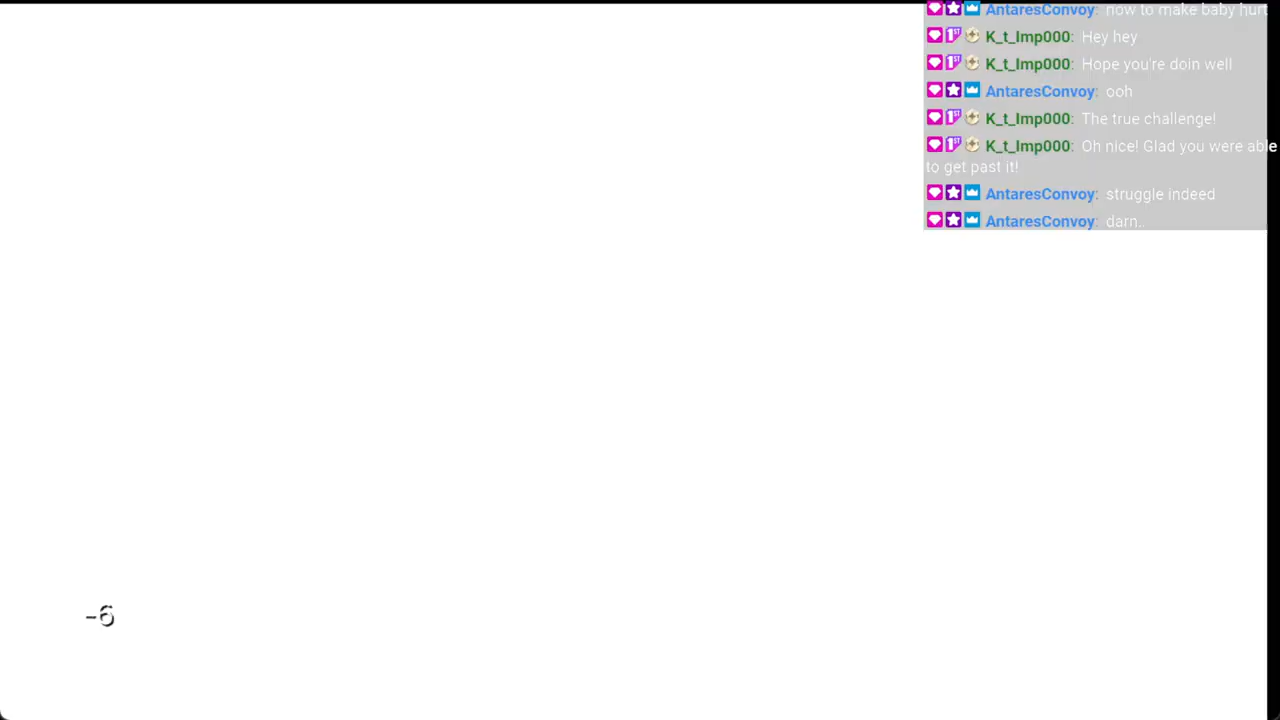 AntaresConvoy: now to make baby hurt
K_t_Imp000: Hey hey
K_t_Imp000: Hope you're doin well
AntaresConvoy: ooh
K_t_Imp000: The true challenge!
K_t_Imp000: Oh nice! Glad you were able
to get past it!
AntaresConvoy: struggle indeed
AntaresConvoy: darn..
-6